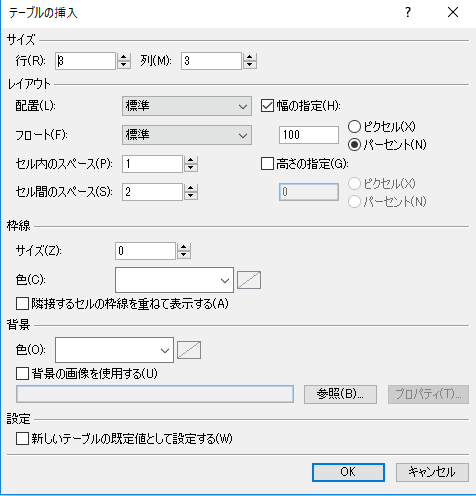 テーブルの挿入 ? ×
サイズ
行(R): 3 列(M): 3
レイアウト
配置(L): 標準 幅の指定(H):
フロート(F): 標準 100 ピクセル(X)
パーセント(N)
セル内のスペース(P): 1 高さの指定(G):
セル間のスペース(S): 2 0 ピクセル(X)
パーセント(N)
枠線
サイズ(Z): 0
色(C):
隣接するセルの枠線を重ねて表示する(A)
背景
色(O):
背景の画像を使用する(U)
参照(B)... プロパティ(T)...
設定
新しいテーブルの既定値として設定する(W)
OK キャンセル